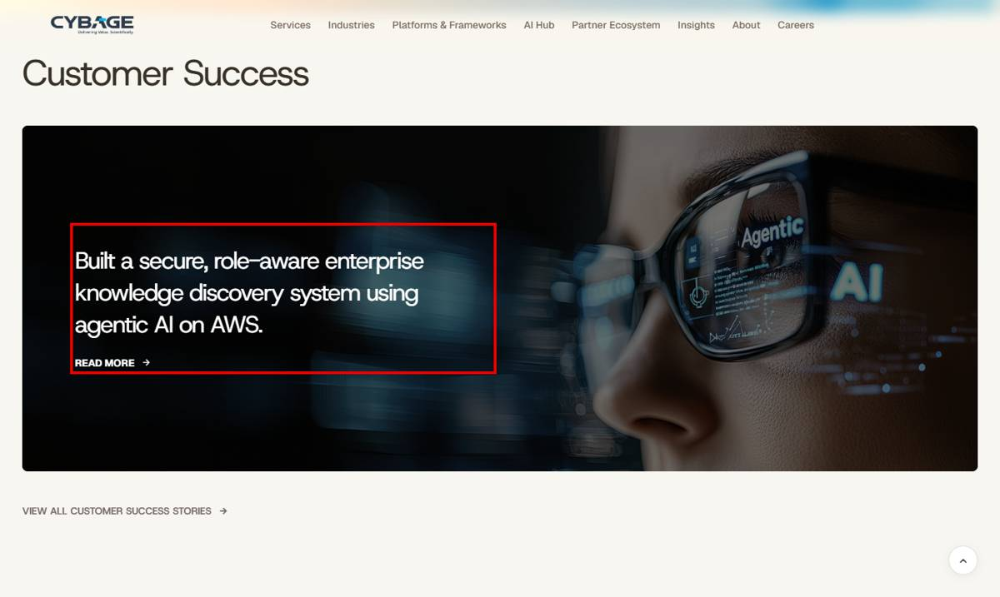 CYBAGE
Delivering Value. Scientifically.
Services Industries Platforms & Frameworks AI Hub Partner Ecosystem Insights About Careers
Customer Success
Agentic
AI
Built a secure, role–aware enterprise
knowledge discovery system using
agentic AI on AWS.
READ MORE →
VIEW ALL CUSTOMER SUCCESS STORIES →